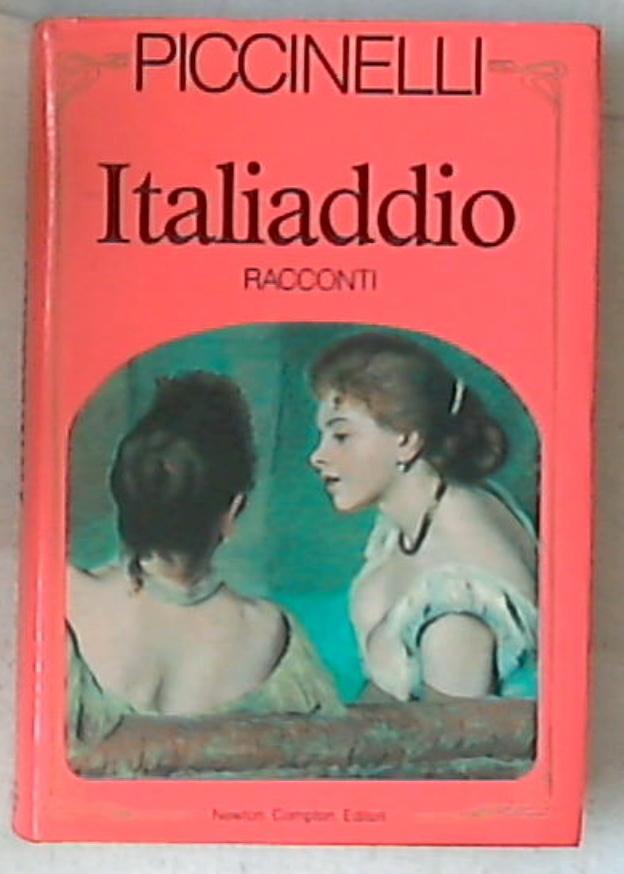 PICCINELLI
Italiaddio
RACCONTI
Newton Compton Editori